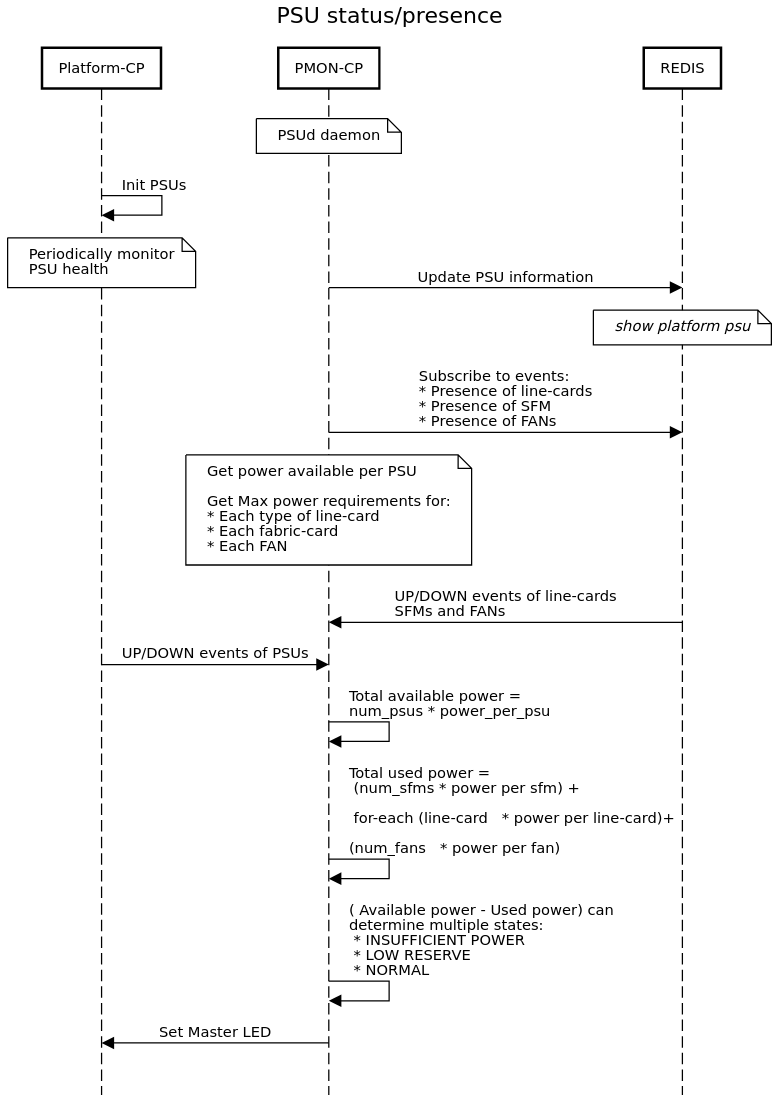 PSU status/presence
Platform-CP
PMON-CP
REDIS
PSUd daemon
Init PSUs
Periodically monitor
PSU health
Update PSU information
show platform psu
Subscribe to events:
* Presence of line-cards
* Presence of SFM
* Presence of FANs
Get power available per PSU
Get Max power requirements for:
* Each type of line-card
* Each fabric-card
* Each FAN
UP/DOWN events of line-cards
SFMs and FANs
UP/DOWN events of PSUs
Total available power =
num_psus * power_per_psu
Total used power =
(num_sfms * power per sfm) +
for-each (line-card   * power per line-card)+
(num_fans   * power per fan)
( Available power - Used power) can
determine multiple states:
* INSUFFICIENT POWER
* LOW RESERVE
* NORMAL
Set Master LED